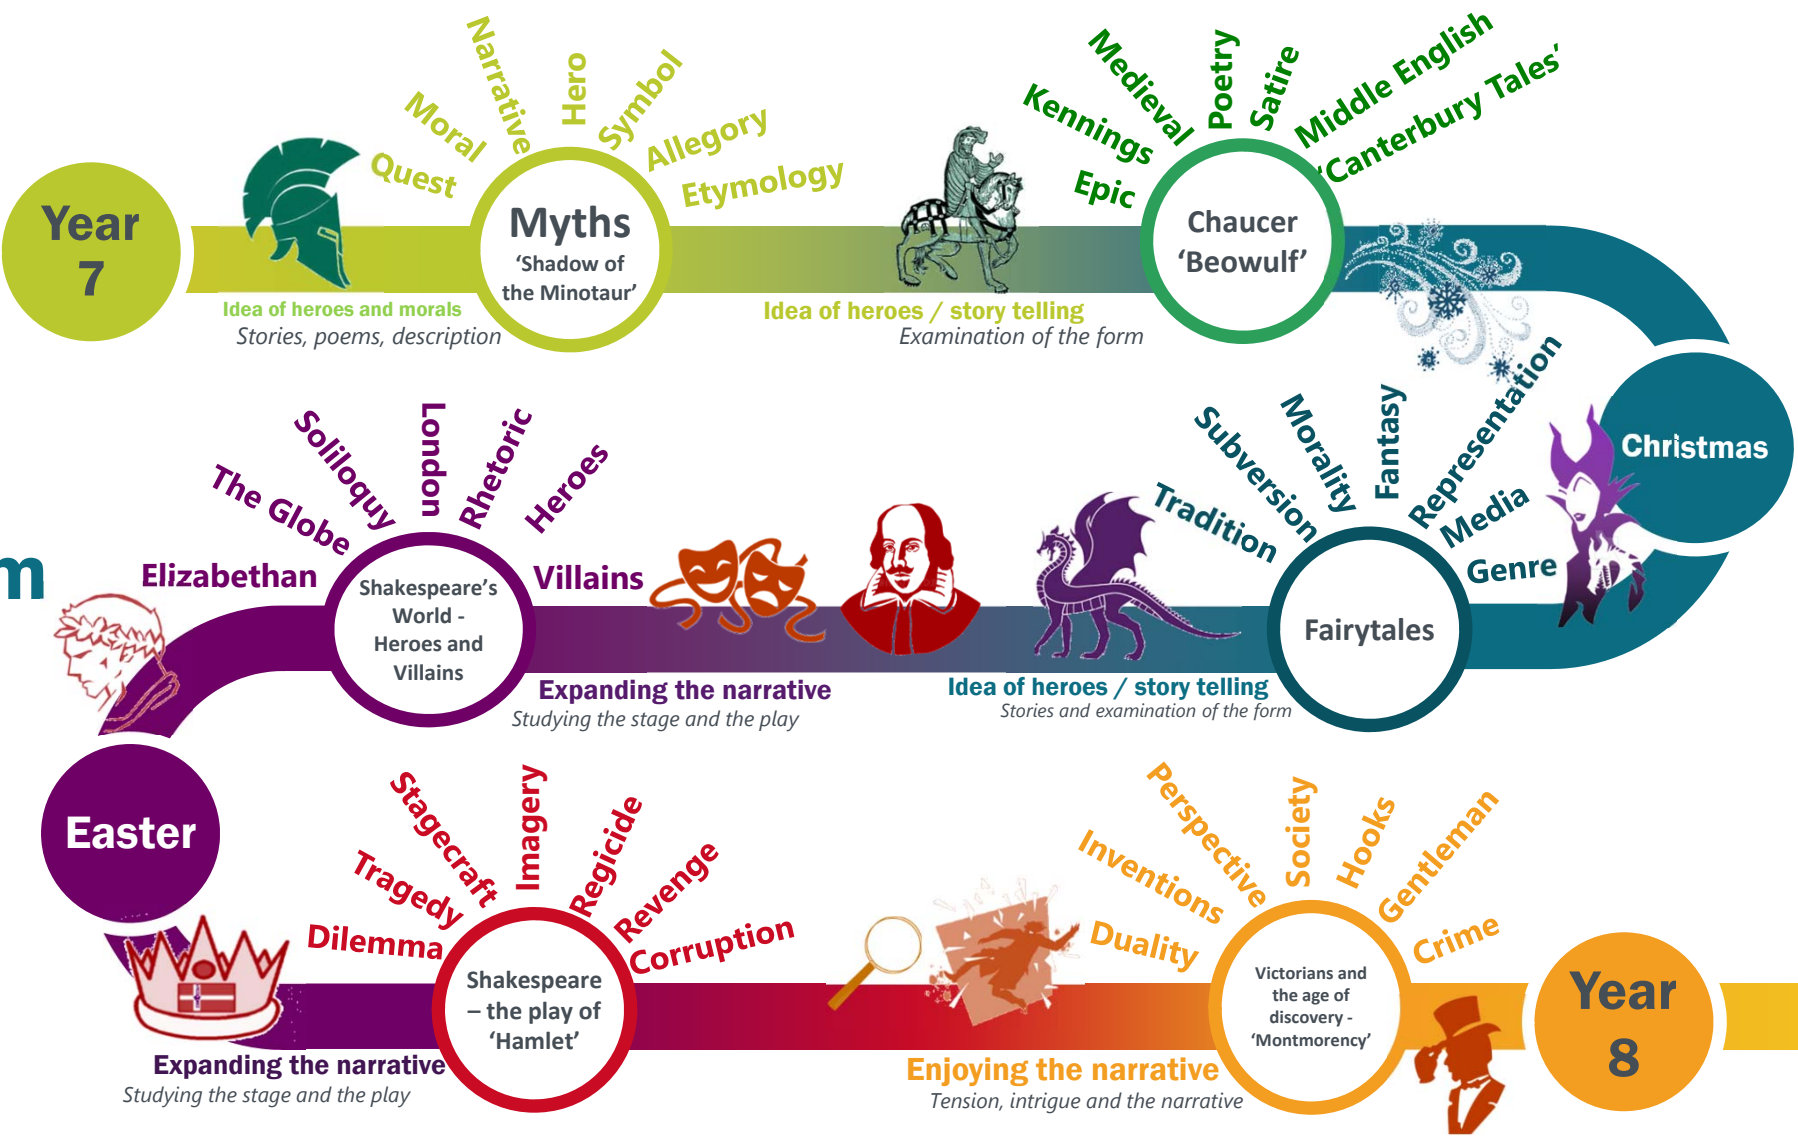 Year
7
Quest
Moral
Narrative
Hero
Symbol
Allegory
Etymology
Myths
‘Shadow of
the Minotaur’
Idea of heroes and morals
Stories, poems, description
Epic
Kennings
Medieval
Poetry
Satire
Middle English
‘Canterbury Tales’
Chaucer
‘Beowulf’
Idea of heroes / story telling
Examination of the form
Christmas
Tradition
Subversion
Morality
Fantasy
Representation
Media
Genre
Fairytales
Idea of heroes / story telling
Stories and examination of the form
m
Elizabethan
The Globe
Soliloquy
London
Rhetoric
Heroes
Villains
Shakespeare’s
World -
Heroes and
Villains
Expanding the narrative
Studying the stage and the play
Easter
Dilemma
Tragedy
Stagecraft
Imagery
Regicide
Revenge
Corruption
Shakespeare
– the play of
‘Hamlet’
Expanding the narrative
Studying the stage and the play
Duality
Inventions
Perspective
Society
Hooks
Gentleman
Crime
Victorians and
the age of
discovery -
‘Montmorency’
Enjoying the narrative
Tension, intrigue and the narrative
Year
8